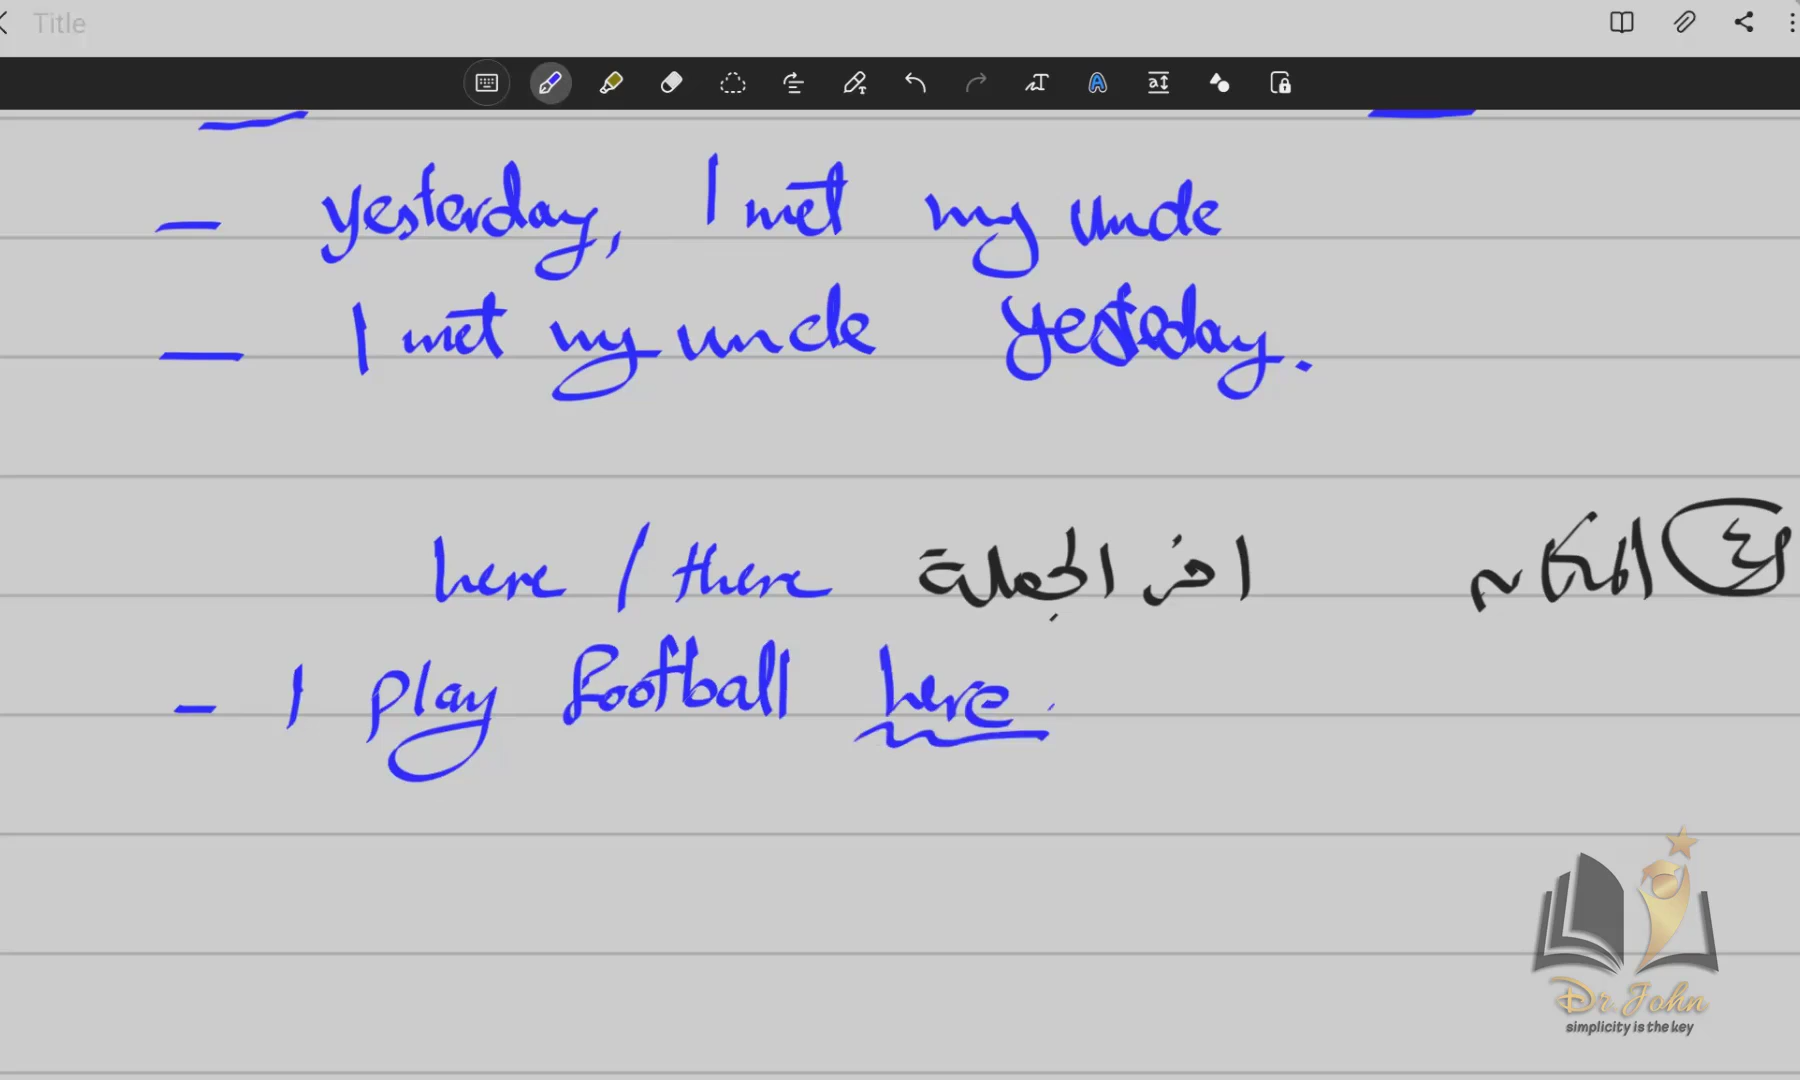 Title
— yesterday, I met my uncle
— I met my uncle yesterday.
here / there اخر الجملة المكان
- I play football here.
Dr. John
simplicity is the key